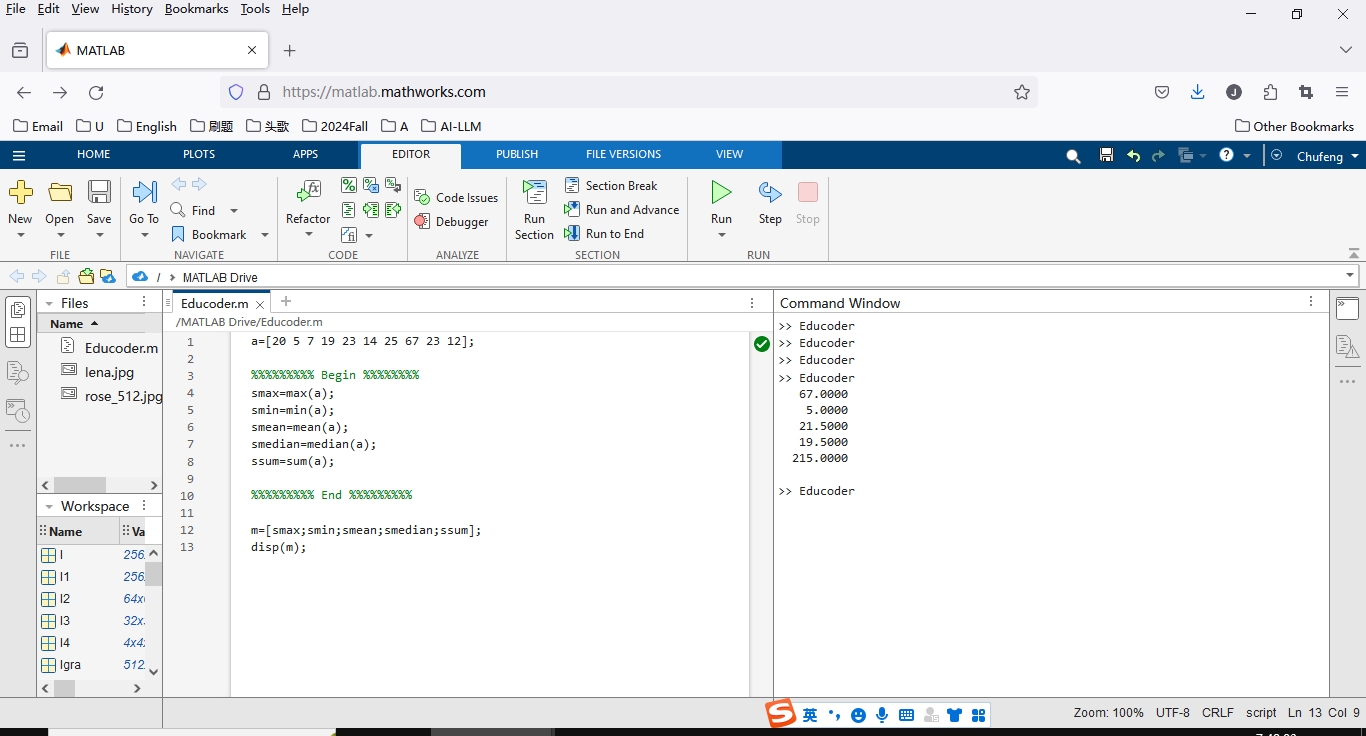 File Edit View History Bookmarks Tools Help
MATLAB
https://matlab.mathworks.com
J
Email U English 刷题 头歌 2024Fall A AI-LLM Other Bookmarks
HOME PLOTS APPS EDITOR PUBLISH FILE VERSIONS VIEW Chufeng
New Open Save Go To Find Bookmark Refactor Code Issues Debugger Run Section Section Break Run and Advance Run to End Run Step Stop
FILE NAVIGATE CODE ANALYZE SECTION RUN
/ MATLAB Drive
Files
Name
Educoder.m
lena.jpg
rose_512.jpg
Workspace
Name Va
I 256
I1 256
I2 64x
I3 32x
I4 4x4
Igra 512
Educoder.m
/MATLAB Drive/Educoder.m
1 a=[20 5 7 19 23 14 25 67 23 12];
2
3 %%%%%%%%% Begin %%%%%%%%
4 smax=max(a);
5 smin=min(a);
6 smean=mean(a);
7 smedian=median(a);
8 ssum=sum(a);
9
10 %%%%%%%%% End %%%%%%%%%
11
12 m=[smax;smin;smean;smedian;ssum];
13 disp(m);
Command Window
>> Educoder
>> Educoder
>> Educoder
>> Educoder
67.0000
5.0000
21.5000
19.5000
215.0000
>> Educoder
英
Zoom: 100% UTF-8 CRLF script Ln 13 Col 9